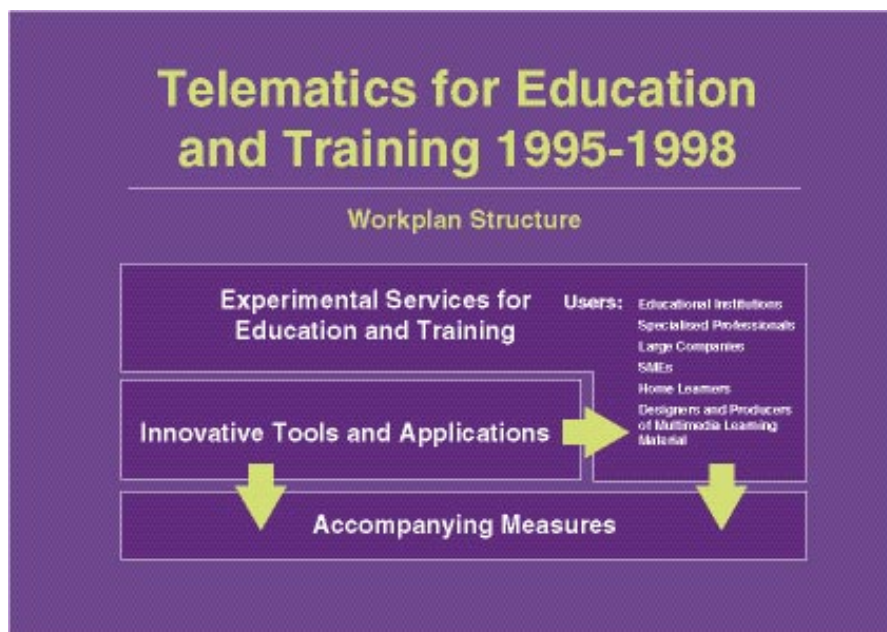 Telematics for Education
and Training 1995-1998
Workplan Structure
Experimental Services for
Education and Training
Users:
Educational Institutions
Specialised Professionals
Large Companies
SMEs
Home Learners
Designers and Producers
of Multimedia Learning
Material
Innovative Tools and Applications
Accompanying Measures